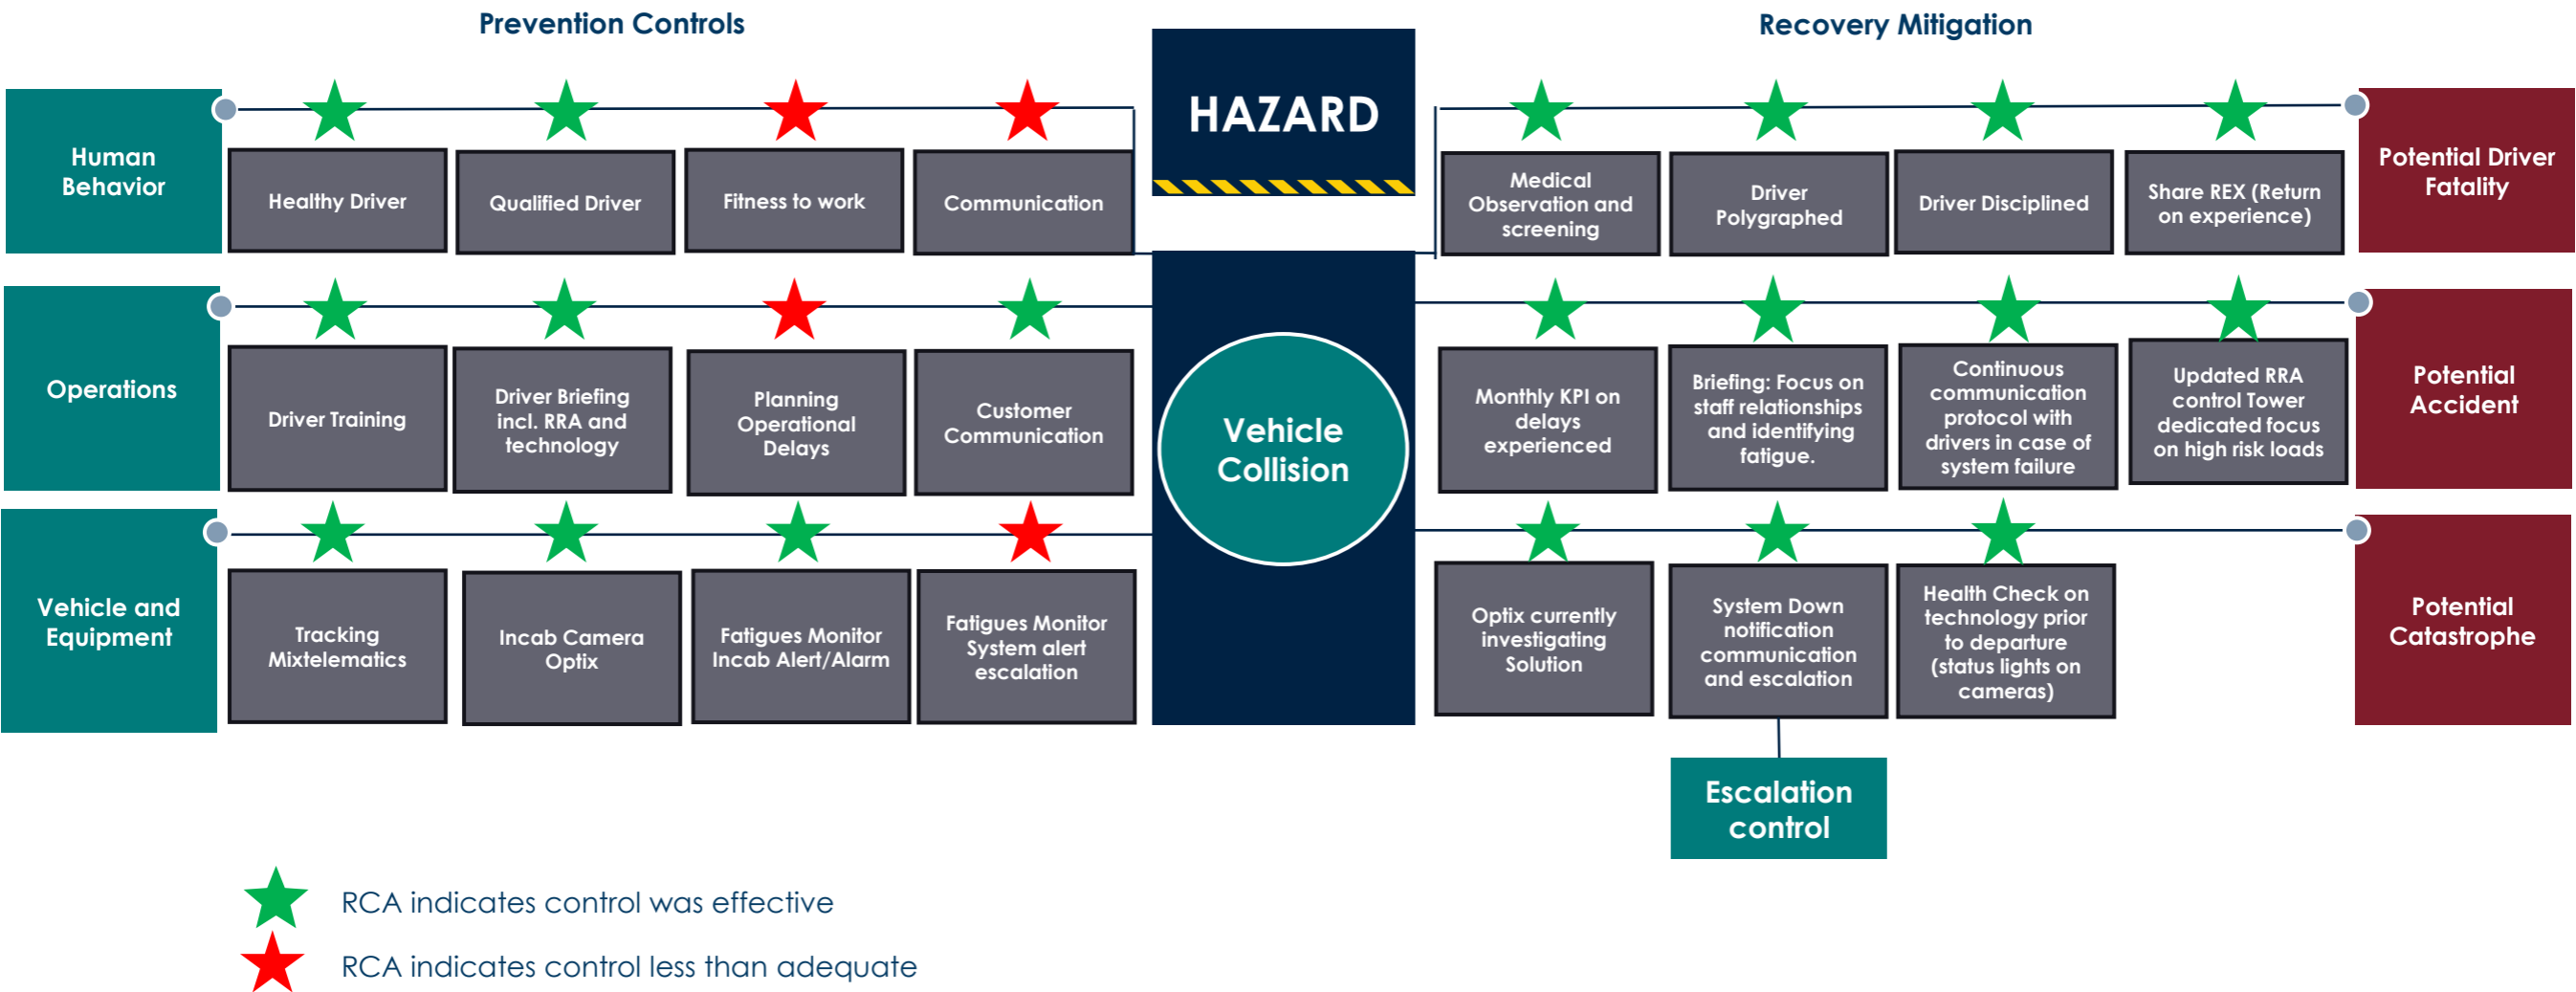 Prevention Controls
Recovery Mitigation
HAZARD
Human
Behavior
Healthy Driver
Qualified Driver
Fitness to work
Communication
Medical
Observation and
screening
Driver
Polygraphed
Driver Disciplined
Share REX (Return
on experience)
Potential Driver
Fatality
Operations
Driver Training
Driver Briefing
incl. RRA and
technology
Planning
Operational
Delays
Customer
Communication
Vehicle
Collision
Monthly KPI on
delays
experienced
Briefing: Focus on
staff relationships
and identifying
fatigue.
Continuous
communication
protocol with
drivers in case of
system failure
Updated RRA
control Tower
dedicated focus
on high risk loads
Potential
Accident
Vehicle and
Equipment
Tracking
Mixtelematics
Incab Camera
Optix
Fatigues Monitor
Incab Alert/Alarm
Fatigues Monitor
System alert
escalation
Optix currently
investigating
Solution
System Down
notification
communication
and escalation
Health Check on
technology prior
to departure
(status lights on
cameras)
Potential
Catastrophe
Escalation
control
RCA indicates control was effective
RCA indicates control less than adequate